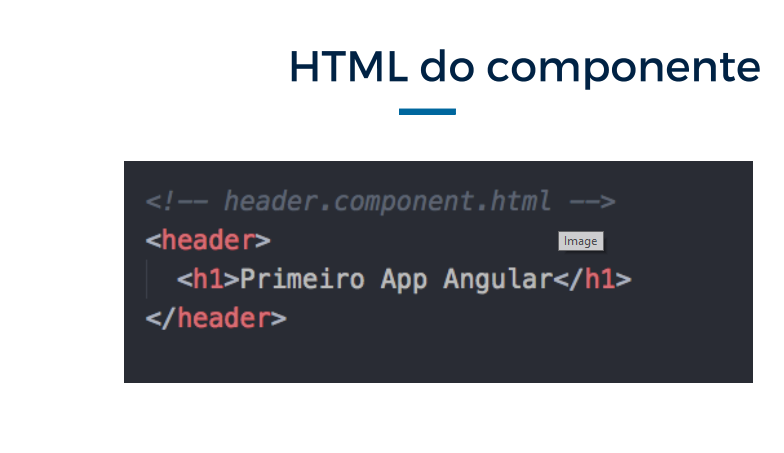 HTML do componente
<!-- header.component.html -->
<header>
Image
<h1>Primeiro App Angular</h1>
</header>